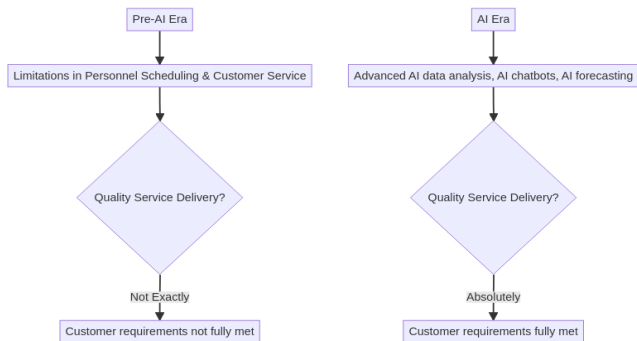 Pre-AI Era
Limitations in Personnel Scheduling & Customer Service
Quality Service Delivery?
Not Exactly
Customer requirements not fully met
AI Era
Advanced AI data analysis, AI chatbots, AI forecasting
Quality Service Delivery?
Absolutely
Customer requirements fully met